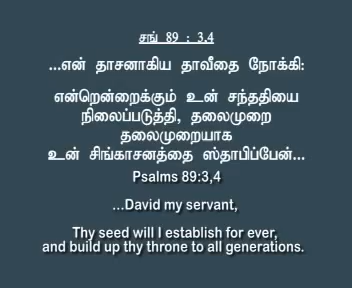 சங் 89 : 3,4
...என் தாசனாகிய தாவீதை நோக்கி:
என்றென்றைக்கும் உன் சந்ததியை
நிலைப்படுத்தி, தலைமுறை
தலைமுறையாக
உன் சிங்காசனத்தை ஸ்தாபிப்பேன்...
Psalms 89:3,4
...David my servant,
Thy seed will I establish for ever,
and build up thy throne to all generations.